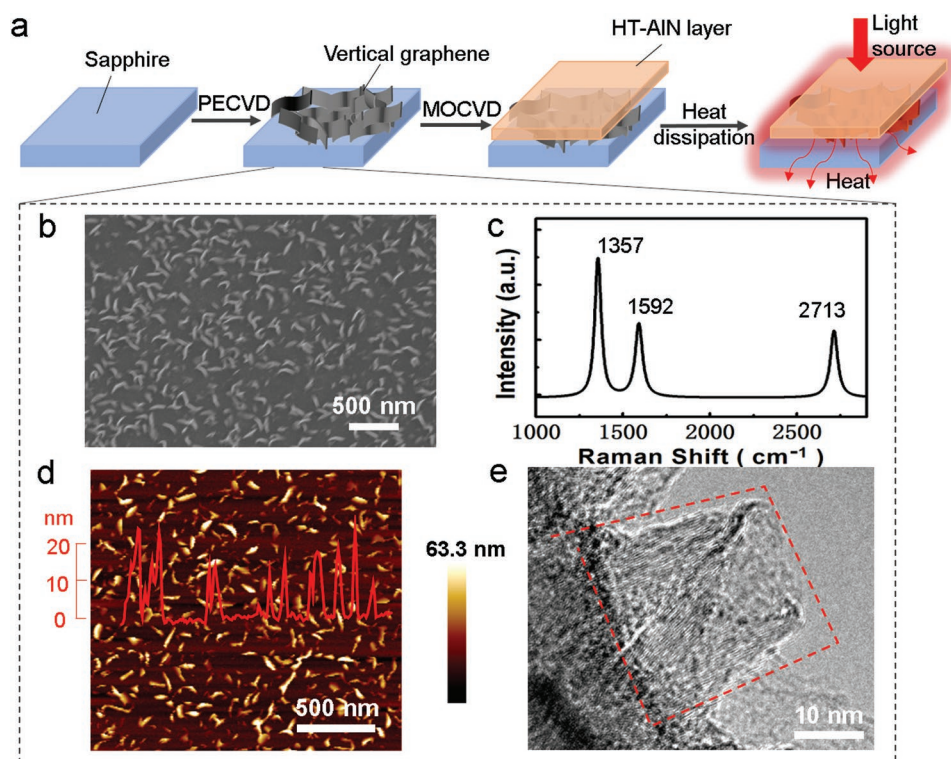 a
Sapphire
PECVD
Vertical graphene
MOCVD
HT-AlN layer
Heat
dissipation
Light
source
Heat
b
500 nm
c
Intensity (a.u.)
1357
1592
2713
1000 1500 2000 2500
Raman Shift ( cm⁻¹ )
d
nm
20
10
0
500 nm
63.3 nm
e
10 nm